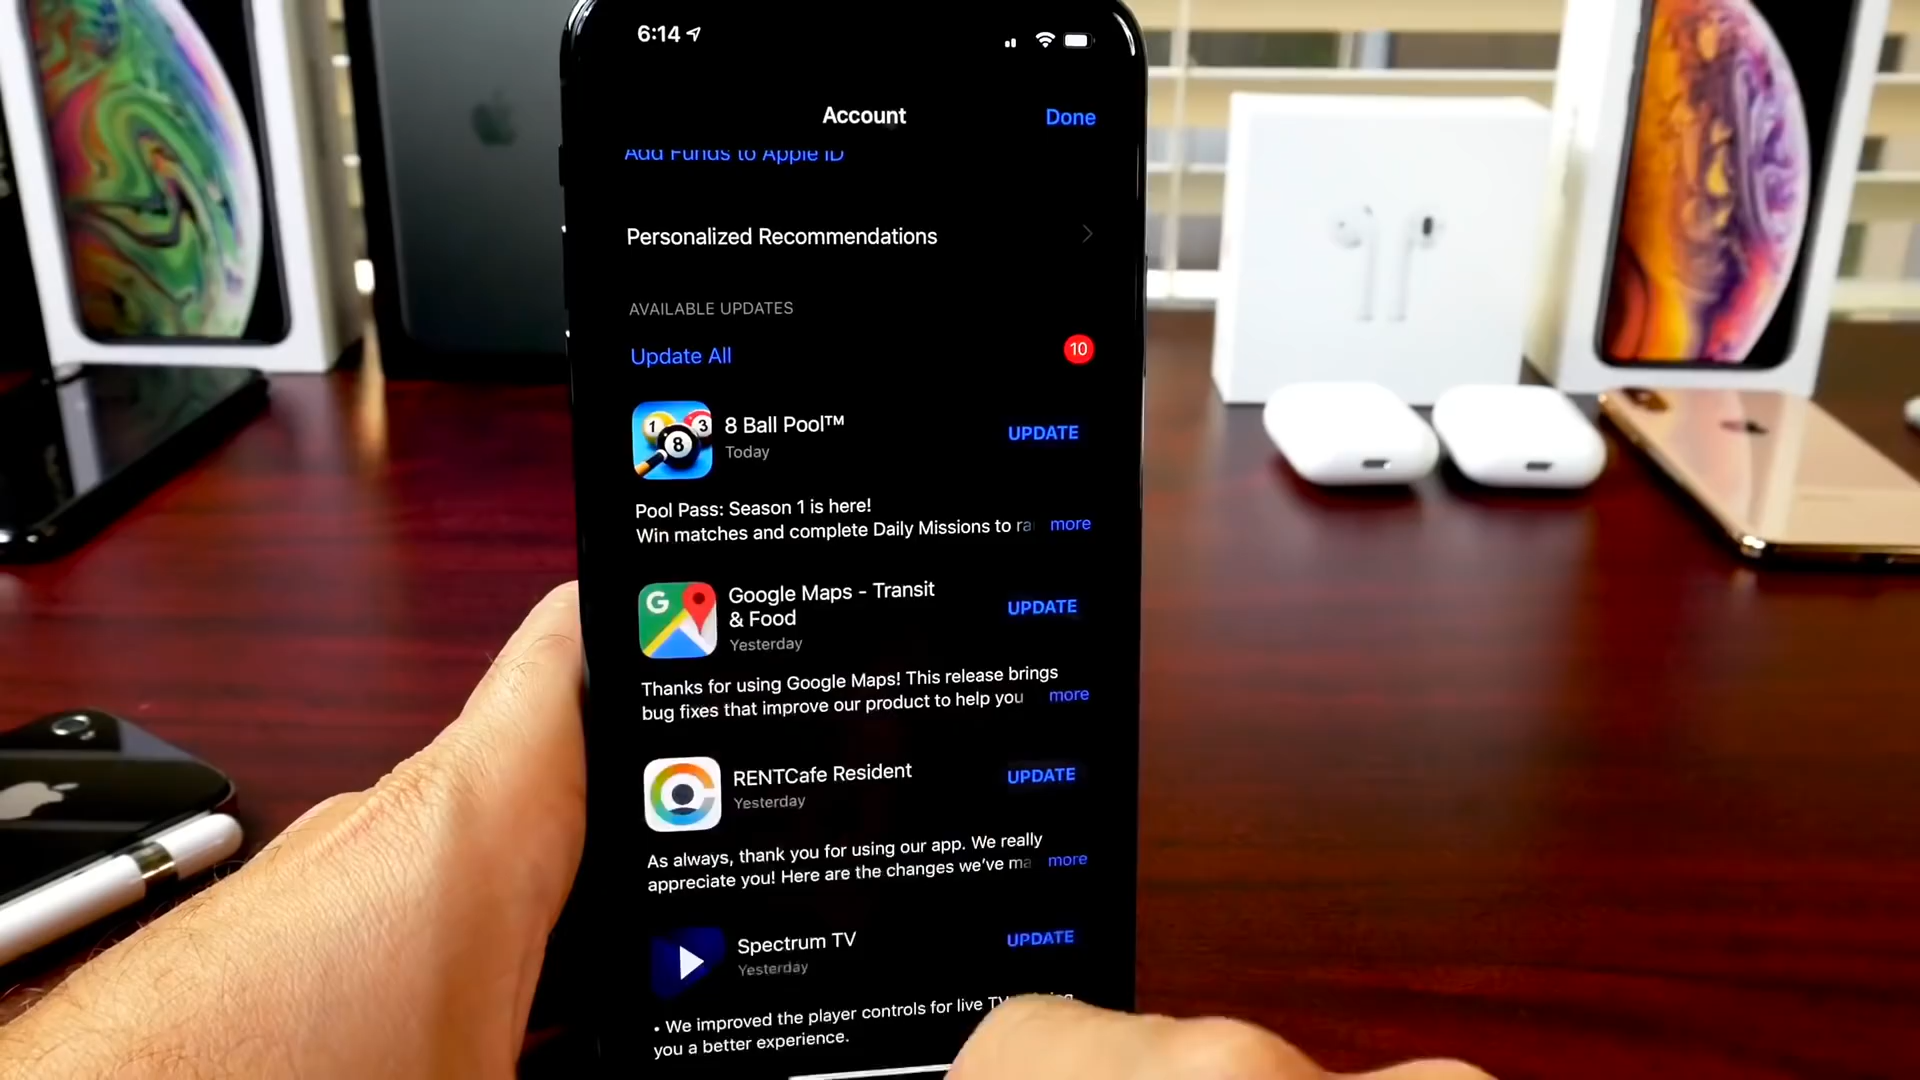 6:14
Account
Done
Add Funds to Apple ID
Personalized Recommendations
AVAILABLE UPDATES
Update All
10
1
3
8
8 Ball Pool™
Today
UPDATE
Pool Pass: Season 1 is here!
Win matches and complete Daily Missions to ra
more
G
Google Maps - Transit
& Food
Yesterday
UPDATE
Thanks for using Google Maps! This release brings
bug fixes that improve our product to help you
more
RENTCafe Resident
Yesterday
UPDATE
As always, thank you for using our app. We really
appreciate you! Here are the changes we've ma
more
Spectrum TV
Yesterday
UPDATE
• We improved the player controls for live TV
you a better experience.